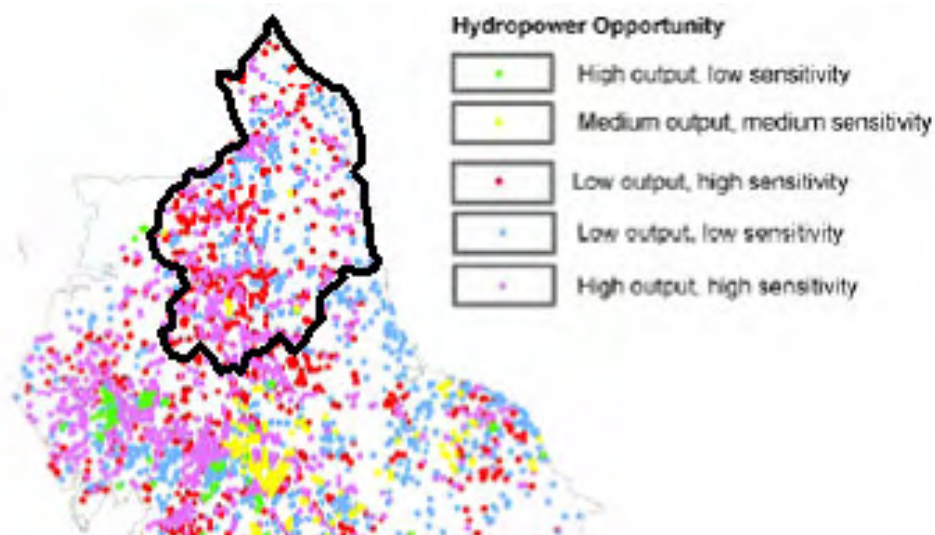 Hydropower Opportunity
High output, low sensitivity
Medium output, medium sensitivity
Low output, high sensitivity
Low output, low sensitivity
High output, high sensitivity